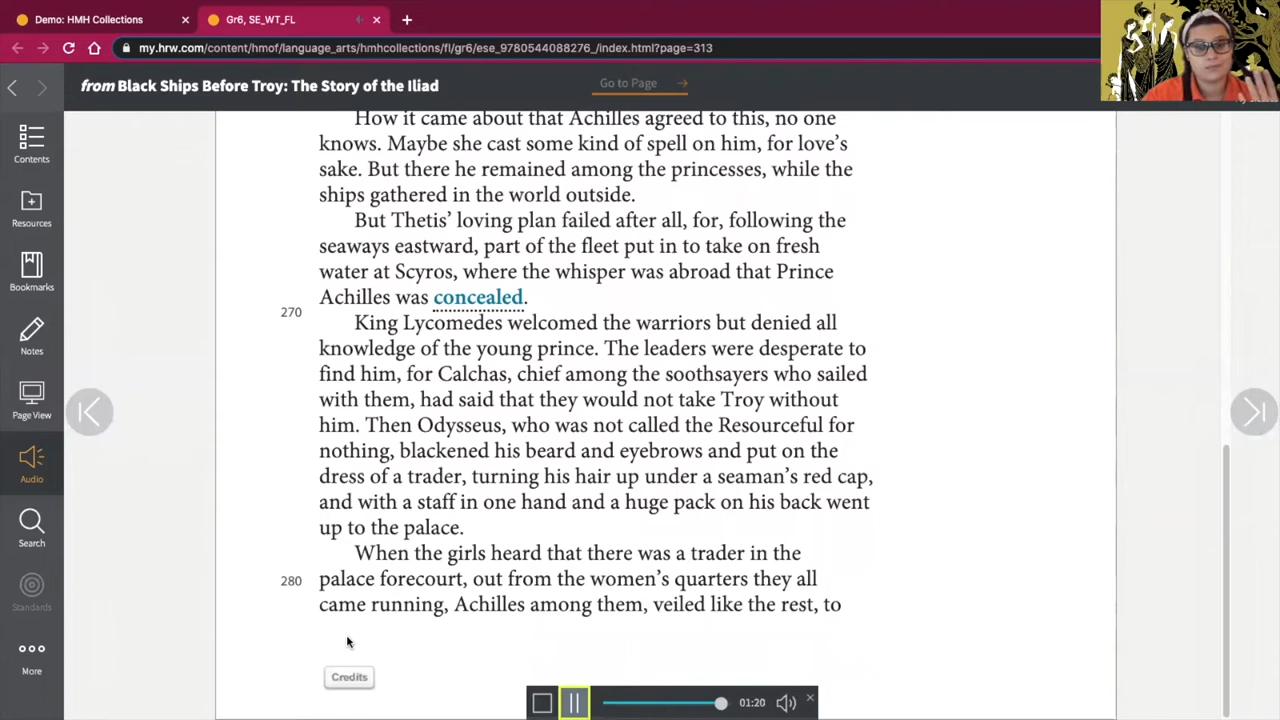 Demo: HMH Collections
Gr6, SE_WT_FL
my.hrw.com/content/hmof/language_arts/hmhcollections/fl/gr6/ese_9780544088276_/index.html?page=313
from Black Ships Before Troy: The Story of the Iliad
Go to Page
Contents
Resources
Bookmarks
Notes
Page View
Audio
Search
Standards
More
How it came about that Achilles agreed to this, no one
knows. Maybe she cast some kind of spell on him, for love’s
sake. But there he remained among the princesses, while the
ships gathered in the world outside.
But Thetis’ loving plan failed after all, for, following the
seaways eastward, part of the fleet put in to take on fresh
water at Scyros, where the whisper was abroad that Prince
Achilles was concealed.
270
King Lycomedes welcomed the warriors but denied all
knowledge of the young prince. The leaders were desperate to
find him, for Calchas, chief among the soothsayers who sailed
with them, had said that they would not take Troy without
him. Then Odysseus, who was not called the Resourceful for
nothing, blackened his beard and eyebrows and put on the
dress of a trader, turning his hair up under a seaman’s red cap,
and with a staff in one hand and a huge pack on his back went
up to the palace.
When the girls heard that there was a trader in the
280 palace forecourt, out from the women’s quarters they all
came running, Achilles among them, veiled like the rest, to
Credits
01:20